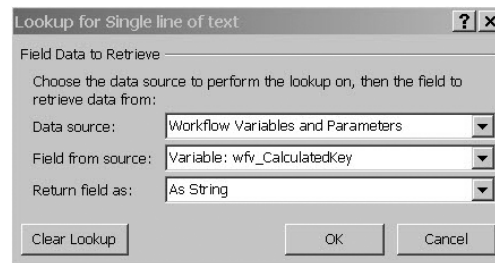 Lookup for Single line of text
Field Data to Retrieve
Choose the data source to perform the lookup on, then the field to
retrieve data from:
Data source: Workflow Variables and Parameters
Field from source: Variable: wfv_CalculatedKey
Return field as: As String
Clear Lookup OK Cancel